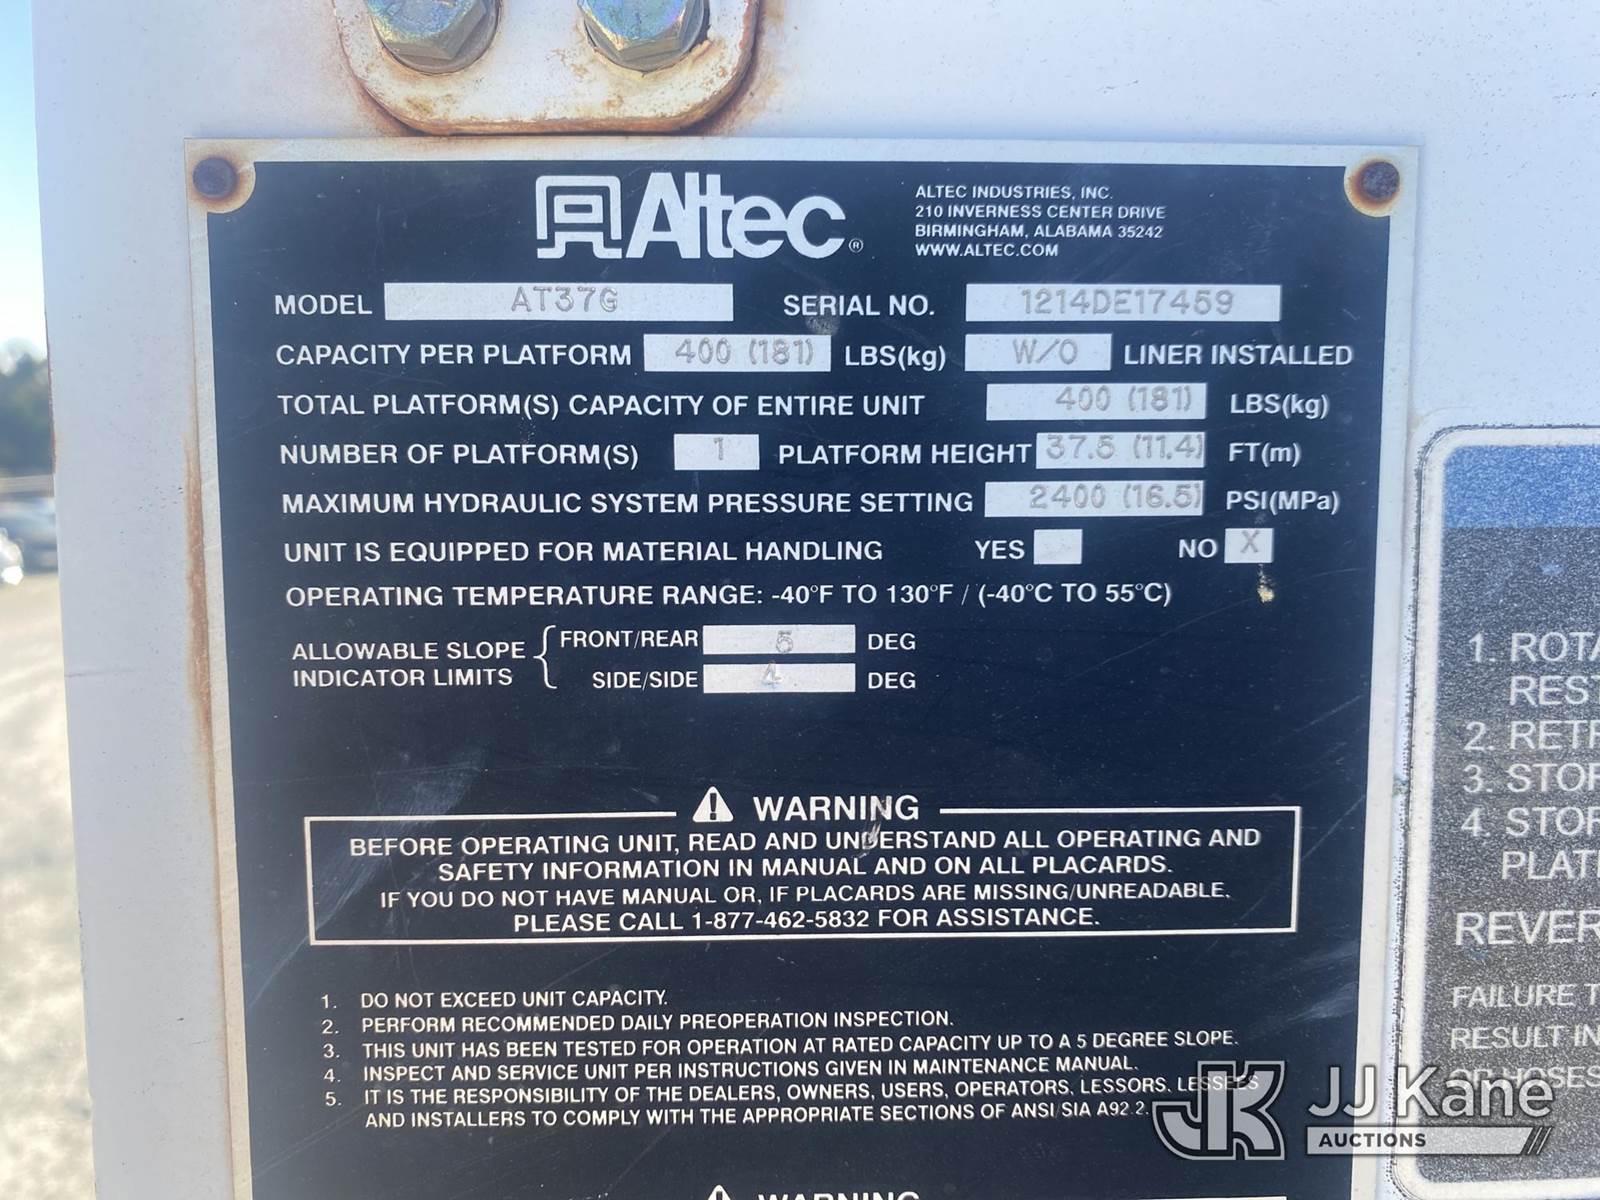 Altec®
ALTEC INDUSTRIES, INC.
210 INVERNESS CENTER DRIVE
BIRMINGHAM, ALABAMA 35242
WWW.ALTEC.COM
MODEL AT37G SERIAL NO. 1214DE17459
CAPACITY PER PLATFORM 400 (181) LBS(kg) W/O LINER INSTALLED
TOTAL PLATFORM(S) CAPACITY OF ENTIRE UNIT 400 (181) LBS(kg)
NUMBER OF PLATFORM(S) 1 PLATFORM HEIGHT 37.5 (11.4) FT(m)
MAXIMUM HYDRAULIC SYSTEM PRESSURE SETTING 2400 (16.5) PSI(MPa)
UNIT IS EQUIPPED FOR MATERIAL HANDLING YES NO X
OPERATING TEMPERATURE RANGE: -40°F TO 130°F / (-40°C TO 55°C)
ALLOWABLE SLOPE INDICATOR LIMITS
FRONT/REAR 5 DEG
SIDE/SIDE 4 DEG
WARNING
BEFORE OPERATING UNIT, READ AND UNDERSTAND ALL OPERATING AND
SAFETY INFORMATION IN MANUAL AND ON ALL PLACARDS.
IF YOU DO NOT HAVE MANUAL OR, IF PLACARDS ARE MISSING/UNREADABLE,
PLEASE CALL 1-877-462-5832 FOR ASSISTANCE.
1. DO NOT EXCEED UNIT CAPACITY.
2. PERFORM RECOMMENDED DAILY PREOPERATION INSPECTION.
3. THIS UNIT HAS BEEN TESTED FOR OPERATION AT RATED CAPACITY UP TO A 5 DEGREE SLOPE.
4. INSPECT AND SERVICE UNIT PER INSTRUCTIONS GIVEN IN MAINTENANCE MANUAL.
5. IT IS THE RESPONSIBILITY OF THE DEALERS, OWNERS, USERS, OPERATORS, LESSORS, LESSEES
AND INSTALLERS TO COMPLY WITH THE APPROPRIATE SECTIONS OF ANSI/SIA A92.2.
WARNING
1. ROTA
REST
2. RETR
3. STOR
4 STOR
PLAT
REVER
FAILURE T
RESULT IN
OR HOSES
JK JJ Kane
AUCTIONS